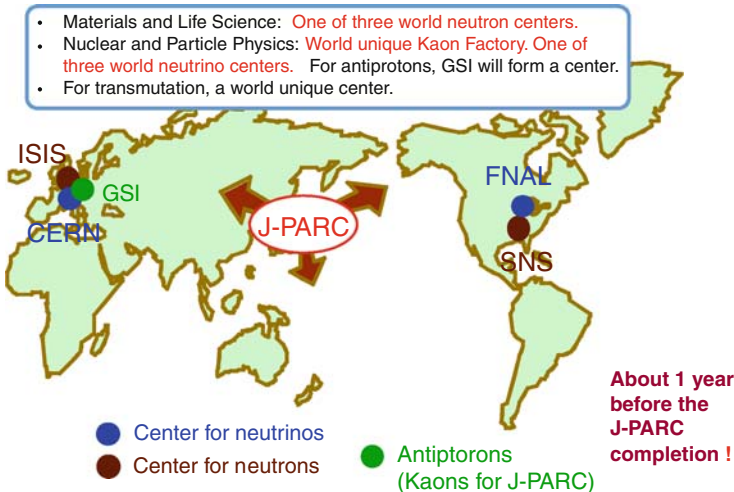 • Materials and Life Science: One of three world neutron centers.
• Nuclear and Particle Physics: World unique Kaon Factory. One of
three world neutrino centers. For antiprotons, GSI will form a center.
• For transmutation, a world unique center.
ISIS
GSI
CERN
J-PARC
FNAL
SNS
About 1 year
before the
J-PARC
completion !
Center for neutrinos
Center for neutrons
Antiptorons
(Kaons for J-PARC)